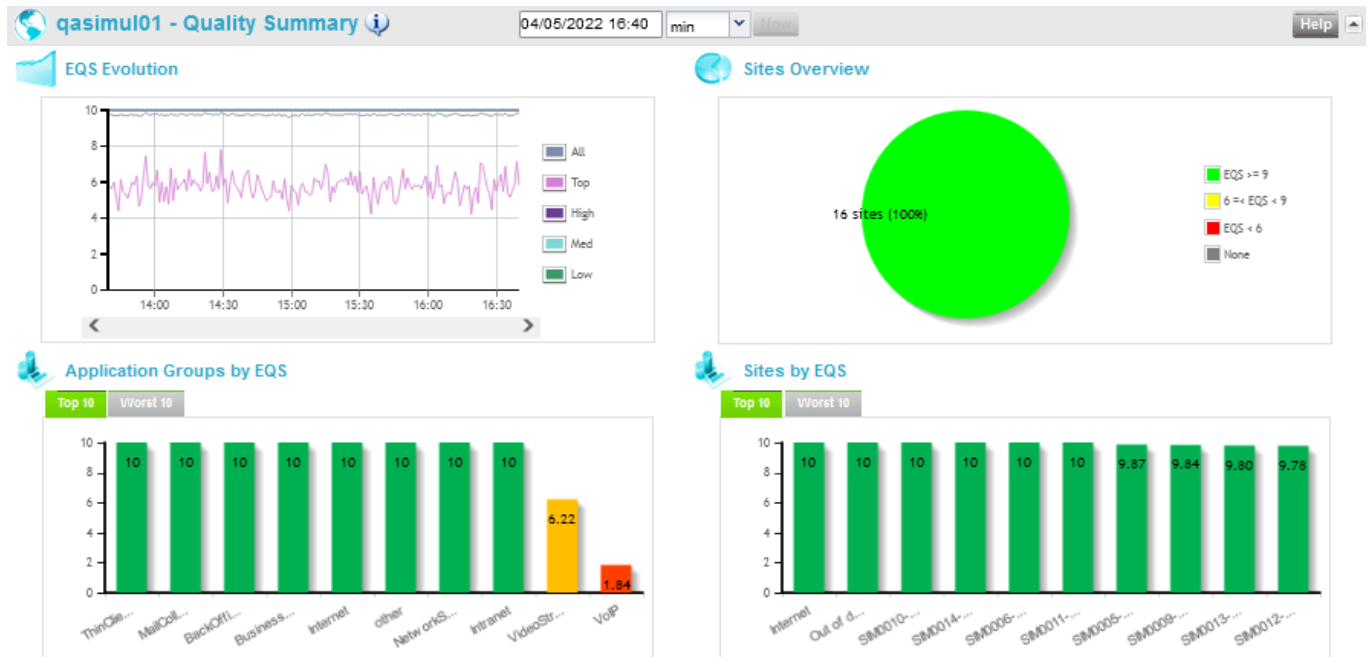 qasimul01 - Quality Summary
04/05/2022 16:40
min
Now
Help
EQS Evolution
10
8
6
4
2
0
14:00 14:30 15:00 15:30 16:00 16:30
All
Top
High
Med
Low
Sites Overview
16 sites (100%)
EQS >= 9
6 =< EQS < 9
EQS < 6
None
Application Groups by EQS
Top 10 Worst 10
10
8
6
4
2
0
10 10 10 10 10 10 10 10 6.22 1.84
ThinClie... MailColl... BackOffi... Business... Internet other NetworkS... Intranet VideoStr... VoIP
Sites by EQS
Top 10 Worst 10
10
8
6
4
2
0
10 10 10 10 10 10 9.87 9.84 9.80 9.78
Internet Out of d... SIM0010-... SIM0014-... SIM0006-... SIM0011-... SIM0005-... SIM0009-... SIM0013-... SIM0012-...